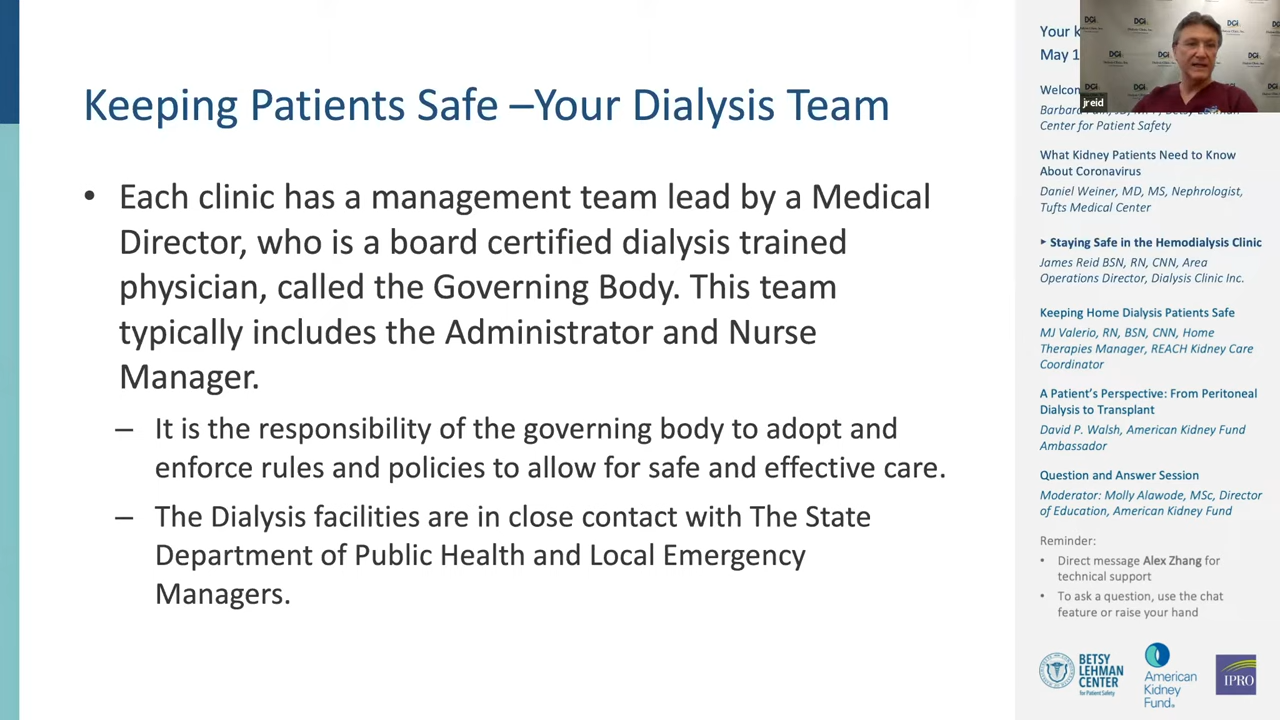 Keeping Patients Safe –Your Dialysis Team
• Each clinic has a management team lead by a Medical
Director, who is a board certified dialysis trained
physician, called the Governing Body. This team
typically includes the Administrator and Nurse
Manager.
– It is the responsibility of the governing body to adopt and
enforce rules and policies to allow for safe and effective care.
– The Dialysis facilities are in close contact with The State
Department of Public Health and Local Emergency
Managers.
Your
May
DCi
jreid
Center for Patient Safety
What Kidney Patients Need to Know
About Coronavirus
Daniel Weiner, MD, MS, Nephrologist,
Tufts Medical Center
‣ Staying Safe in the Hemodialysis Clinic
James Reid BSN, RN, CNN, Area
Operations Director, Dialysis Clinic Inc.
Keeping Home Dialysis Patients Safe
MJ Valerio, RN, BSN, CNN, Home
Therapies Manager, REACH Kidney Care
Coordinator
A Patient's Perspective: From Peritoneal
Dialysis to Transplant
David P. Walsh, American Kidney Fund
Ambassador
Question and Answer Session
Moderator: Molly Alawode, MSc, Director
of Education, American Kidney Fund
Reminder:
• Direct message Alex Zhang for
technical support
• To ask a question, use the chat
feature or raise your hand
BETSY
LEHMAN
CENTER
for Patient Safety
American
Kidney
Fund®
IPRO